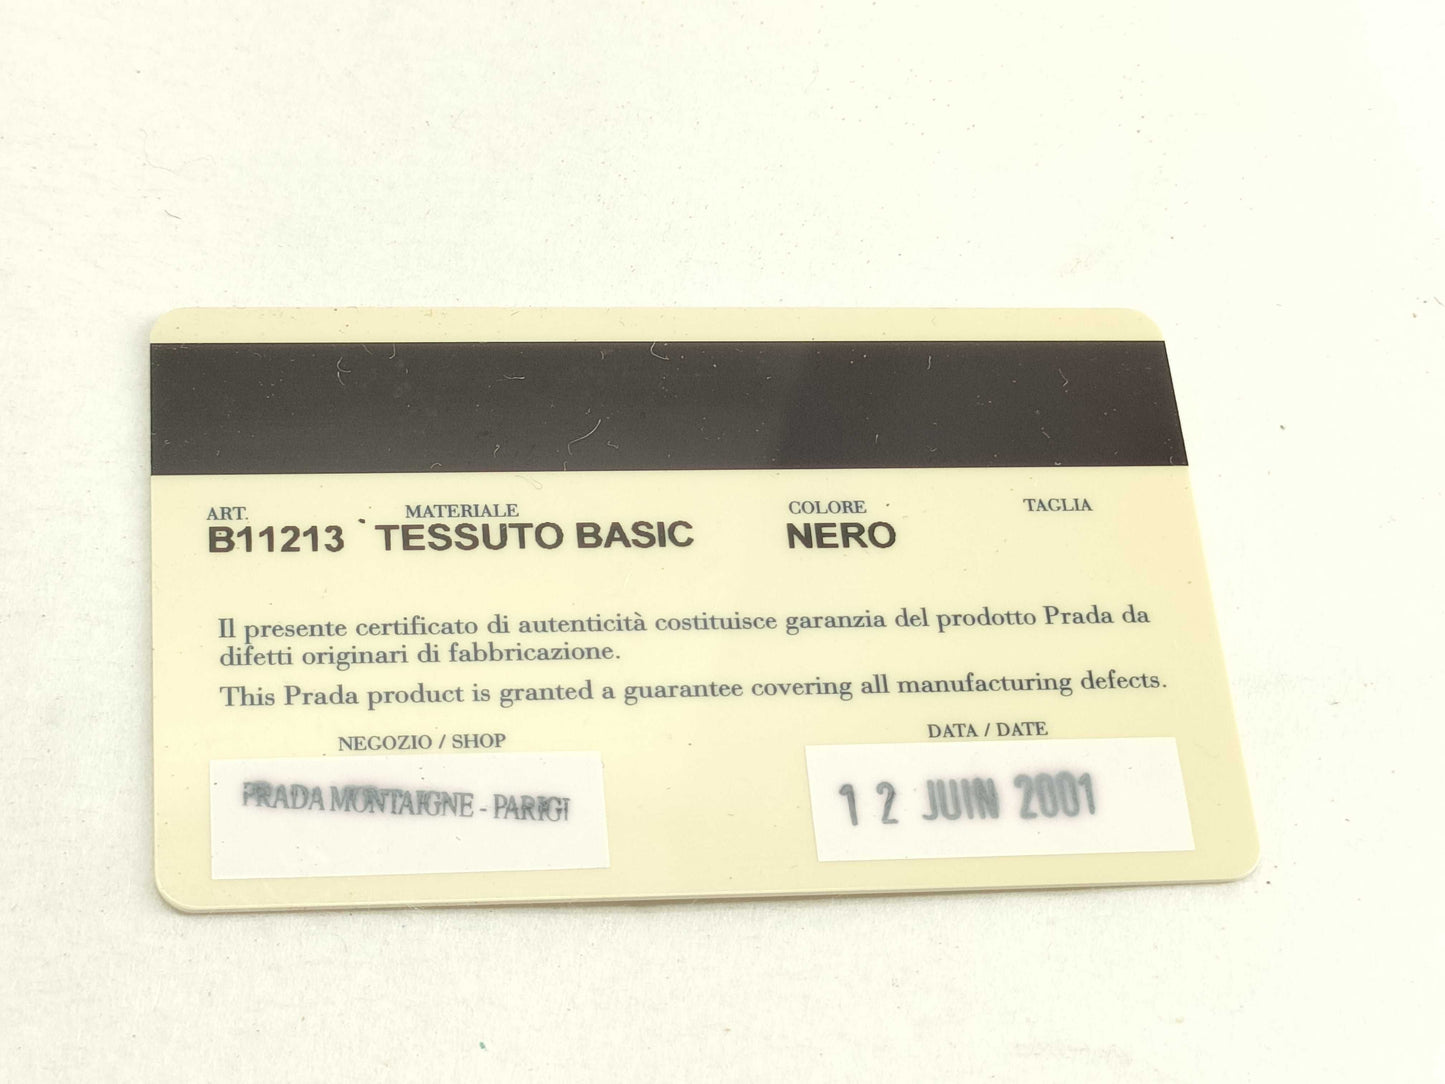 ART. MATERIALE COLORE TAGLIA
B11213 TESSUTO BASIC NERO
Il presente certificato di autenticità costituisce garanzia del prodotto Prada da
difetti originari di fabbricazione.
This Prada product is granted a guarantee covering all manufacturing defects.
NEGOZIO / SHOP DATA / DATE
PRADA MONTAIGNE - PARIGI 12 JUIN 2001